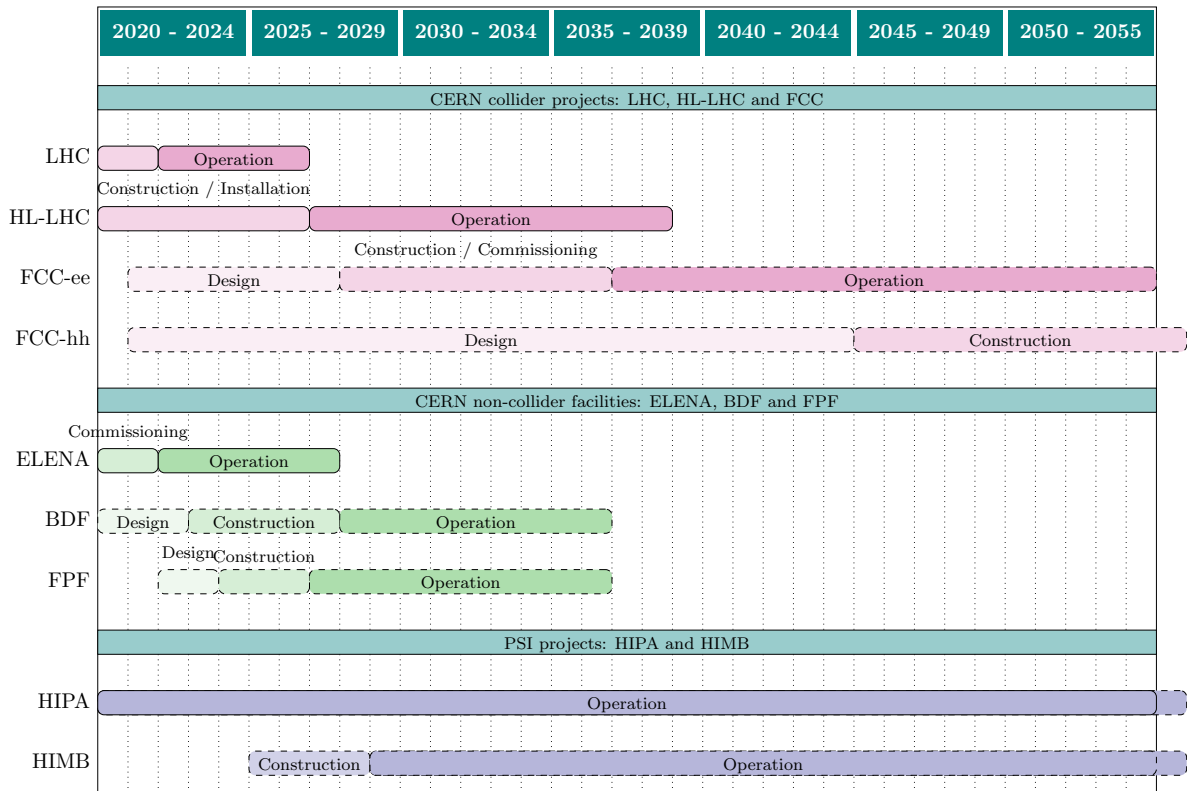 2020 - 2024 2025 - 2029 2030 - 2034 2035 - 2039 2040 - 2044 2045 - 2049 2050 - 2055
CERN collider projects: LHC, HL-LHC and FCC
LHC Operation
Construction / Installation
HL-LHC Operation
Construction / Commissioning
FCC-ee Design Operation
FCC-hh Design Construction
CERN non-collider facilities: ELENA, BDF and FPF
Commissioning
ELENA Operation
BDF Design Construction Operation
Design Construction
FPF Operation
PSI projects: HIPA and HIMB
HIPA Operation
HIMB Construction Operation